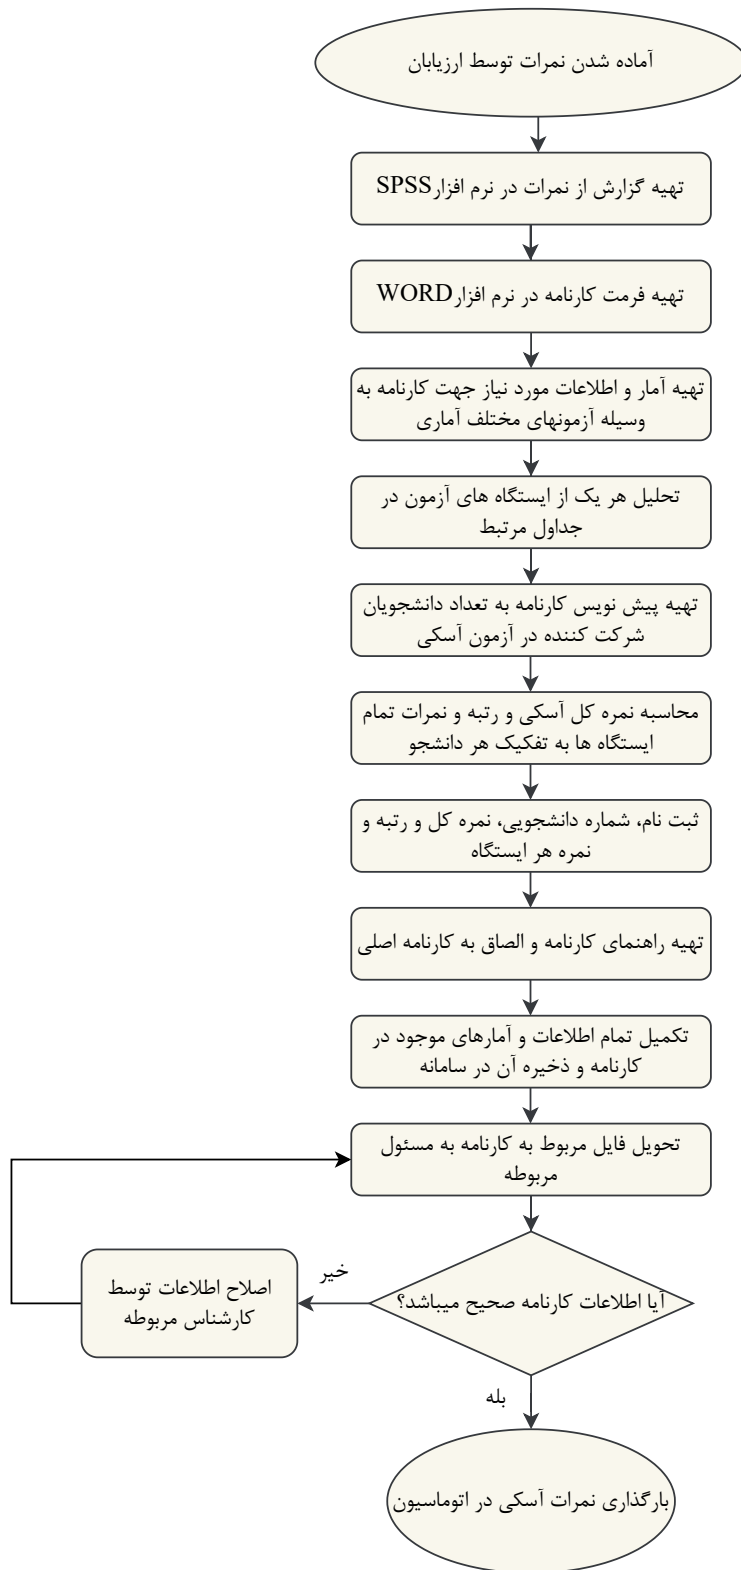 آماده شدن نمرات توسط ارزیابان
تهیه گزارش از نمرات در نرم افزارSPSS
تهیه فرمت کارنامه در نرم افزارWORD
تهیه آمار و اطلاعات مورد نیاز جهت کارنامه به
وسیله آزمونهای مختلف آماری
تحلیل هر یک از ایستگاه های آزمون در
جداول مرتبط
تهیه پیش نویس کارنامه به تعداد دانشجویان
شرکت کننده در آزمون آسکی
محاسبه نمره کل آسکی و رتبه و نمرات تمام
ایستگاه ها به تفکیک هر دانشجو
ثبت نام، شماره دانشجویی، نمره کل و رتبه و
نمره هر ایستگاه
تهیه راهنمای کارنامه و الصاق به کارنامه اصلی
تکمیل تمام اطلاعات و آمارهای موجود در
کارنامه و ذخیره آن در سامانه
تحویل فایل مربوط به کارنامه به مسئول
مربوطه
آیا اطلاعات کارنامه صحیح میباشد؟
خیر
اصلاح اطلاعات توسط
کارشناس مربوطه
بله
بارگذاری نمرات آسکی در اتوماسیون